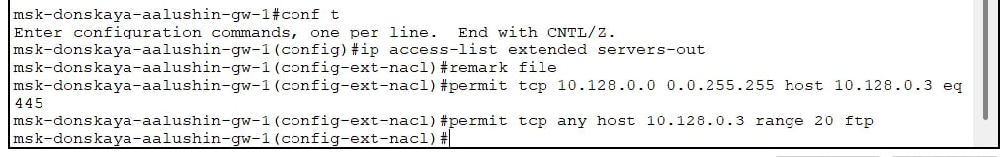 msk-donskaya-aalushin-gw-1#conf t
Enter configuration commands, one per line.  End with CNTL/Z.
msk-donskaya-aalushin-gw-1(config)#ip access-list extended servers-out
msk-donskaya-aalushin-gw-1(config-ext-nacl)#remark file
msk-donskaya-aalushin-gw-1(config-ext-nacl)#permit tcp 10.128.0.0 0.0.255.255 host 10.128.0.3 eq
445
msk-donskaya-aalushin-gw-1(config-ext-nacl)#permit tcp any host 10.128.0.3 range 20 ftp
msk-donskaya-aalushin-gw-1(config-ext-nacl)#